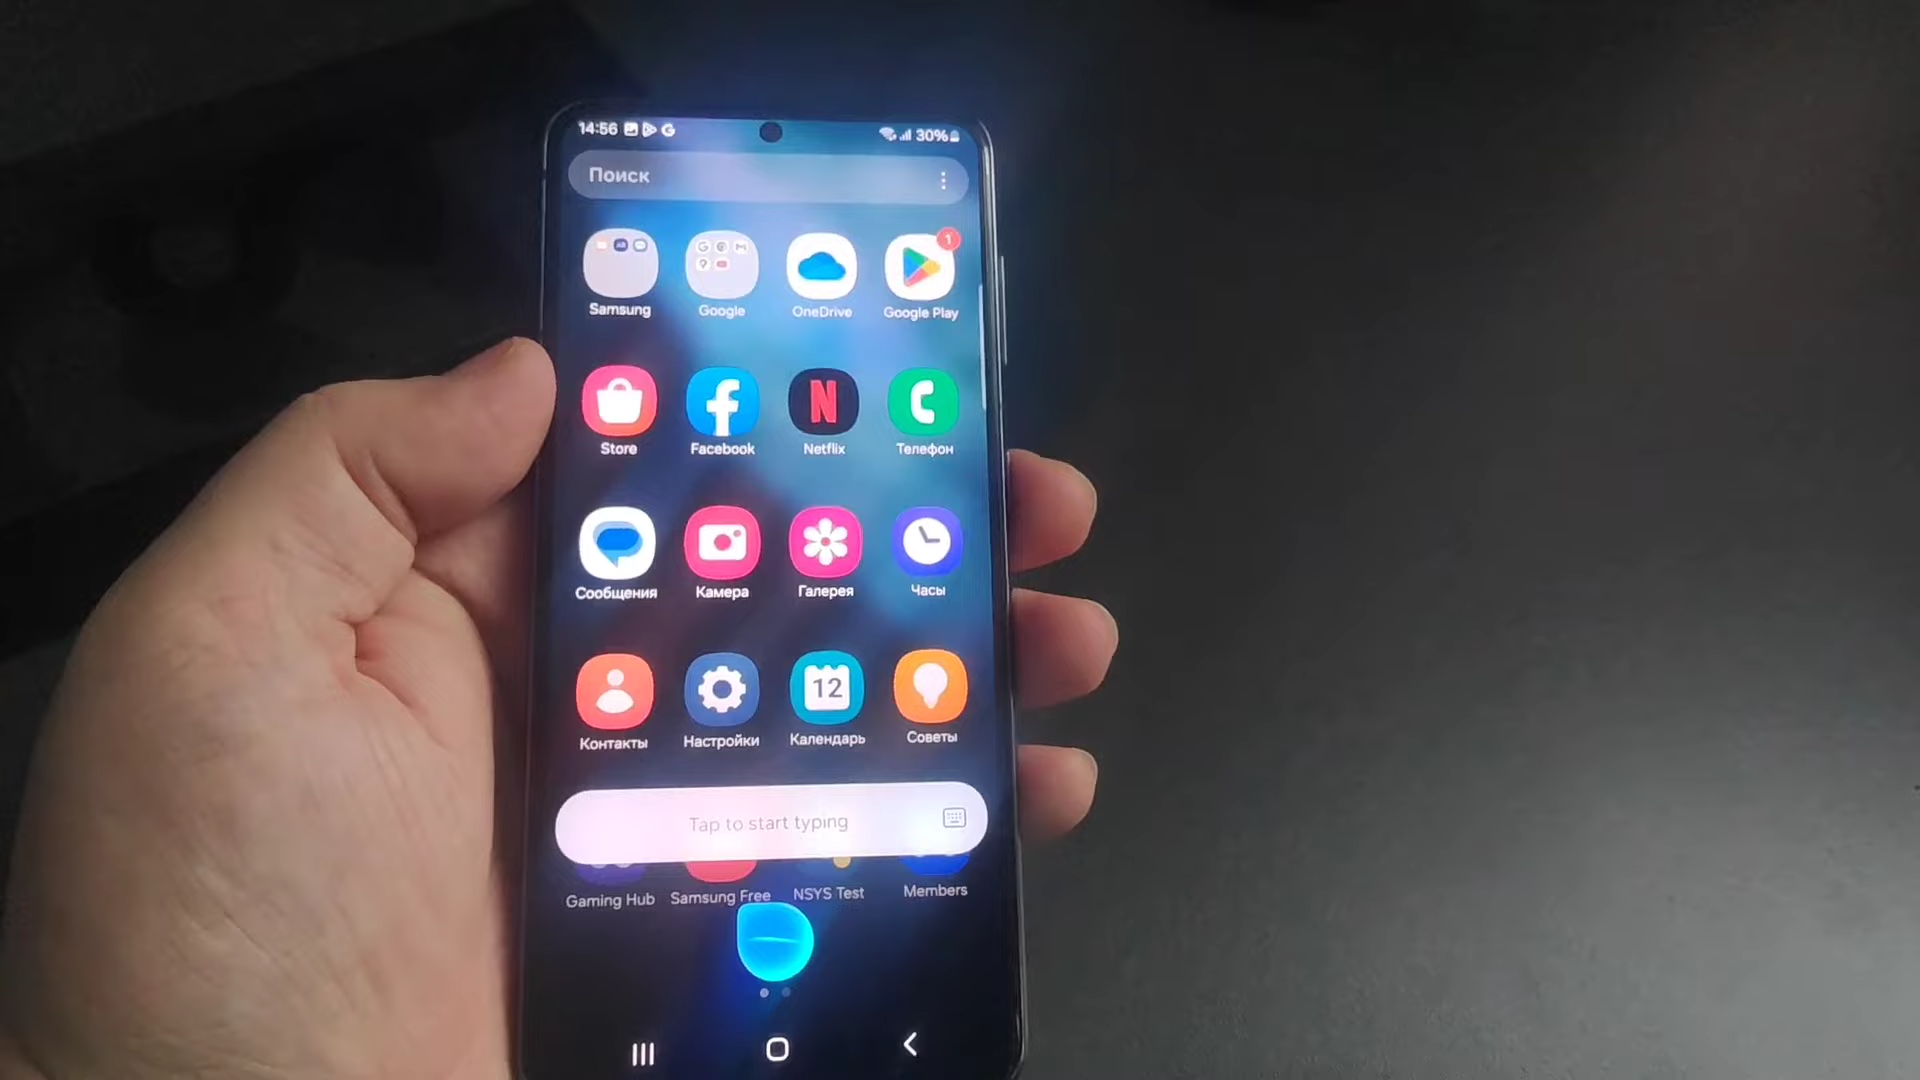 14:56 30%
Поиск
Samsung Google OneDrive Google Play
1
Store Facebook Netflix Телефон
Сообщения Камера Галерея Часы
12
Контакты Настройки Календарь Советы
Tap to start typing
Gaming Hub Samsung Free NSYS Test Members